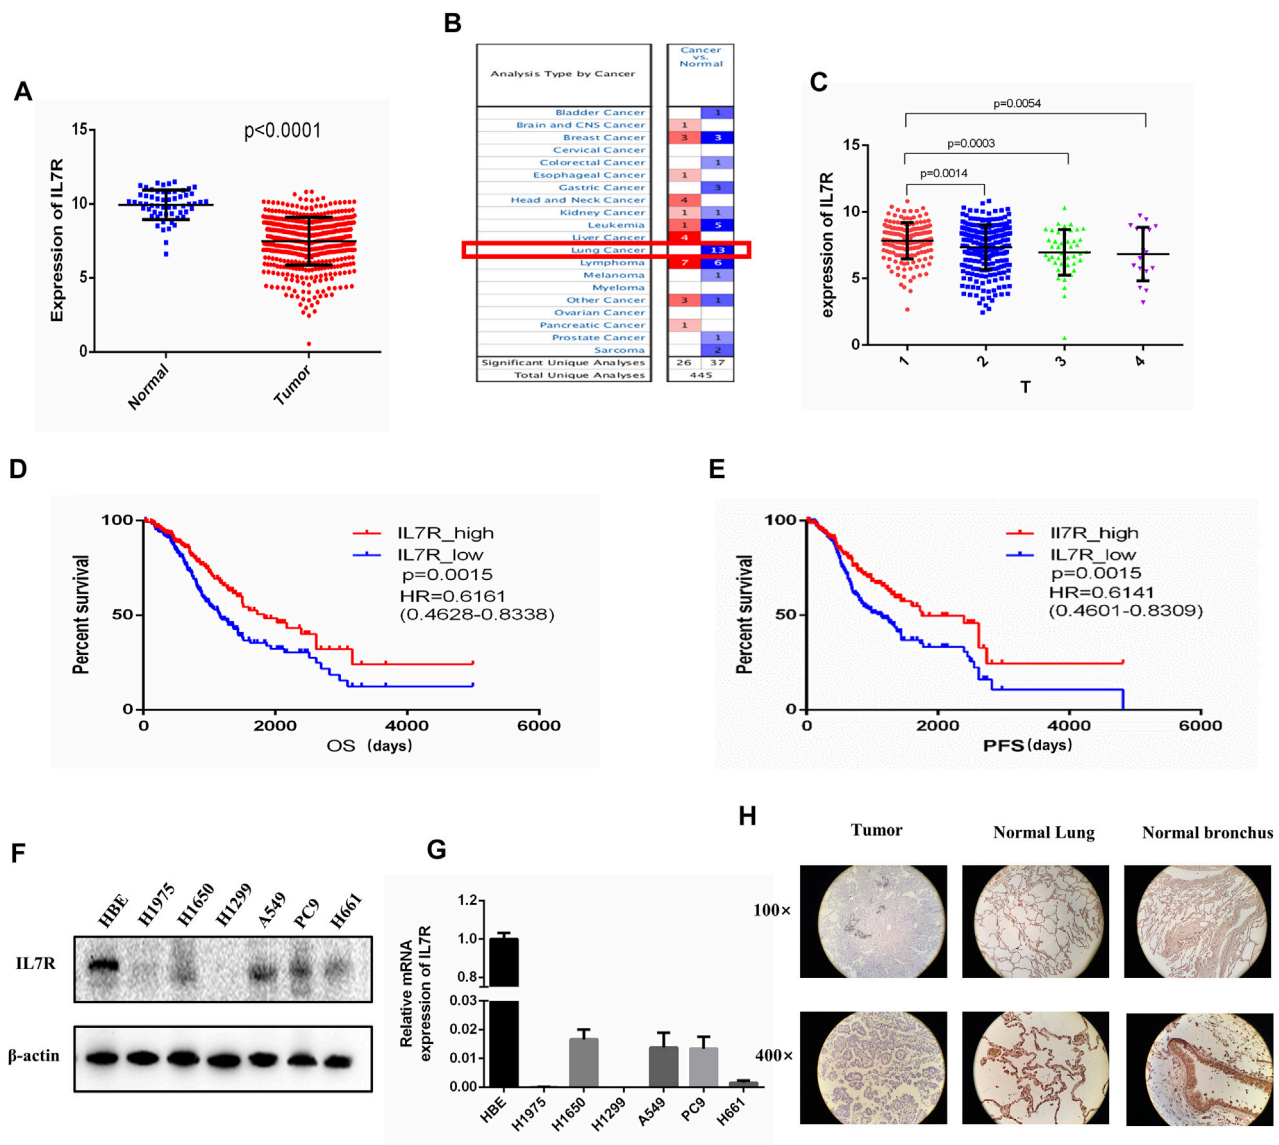 A
p<0.0001
Expression of IL7R
15
10
5
0
Normal
Tumor
B
Analysis Type by Cancer
Cancer
vs.
Normal
Bladder Cancer 1
Brain and CNS Cancer 1
Breast Cancer 3 3
Cervical Cancer
Colorectal Cancer 1
Esophageal Cancer 1
Gastric Cancer 3
Head and Neck Cancer 4
Kidney Cancer 1 1
Leukemia 1 5
Liver Cancer 4
Lung Cancer 13
Lymphoma 7 6
Melanoma 1
Myeloma
Other Cancer 3 1
Ovarian Cancer
Pancreatic Cancer 1
Prostate Cancer 1
Sarcoma 2
Significant Unique Analyses 26 37
Total Unique Analyses 445
C
p=0.0054
p=0.0003
p=0.0014
expression of IL7R
15
10
5
0
1 2 3 4
T
D
Percent survival
100
50
0
IL7R_high
IL7R_low
p=0.0015
HR=0.6161
(0.4628-0.8338)
0 2000 4000 6000
OS (days)
E
Percent survival
100
50
0
Il7R_high
IL7R_low
p=0.0015
HR=0.6141
(0.4601-0.8309)
0 2000 4000 6000
PFS(days)
F
HBE H1975 H1650 H1299 A549 PC9 H661
IL7R
β-actin
G
Relative mRNA
expression of IL7R
1.2
1.0
0.8
0.03
0.02
0.01
0.00
HBE H1975 H1650 H1299 A549 PC9 H661
H
Tumor Normal Lung Normal bronchus
100×
400×